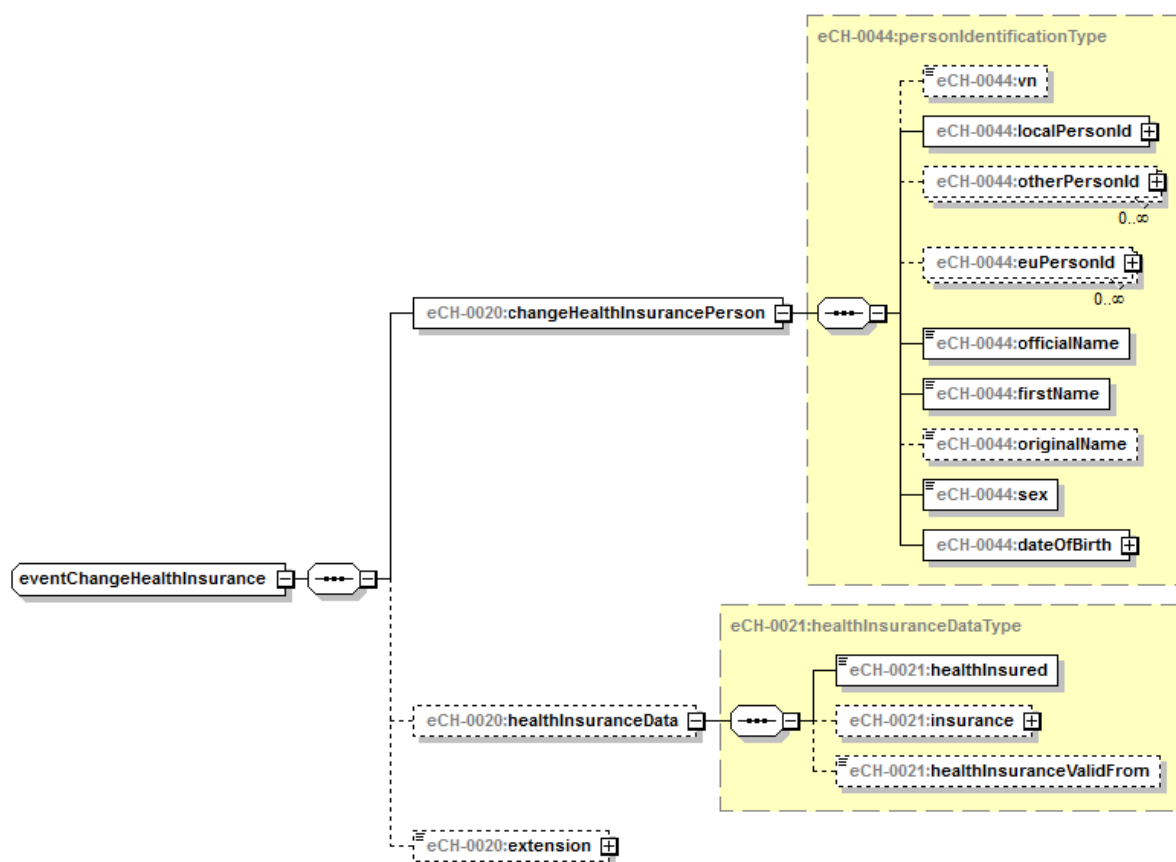 eCH-0044:personIdentificationType
eCH-0044:vn
eCH-0044:localPersonId
eCH-0044:otherPersonId
0..∞
eCH-0044:euPersonId
0..∞
eCH-0020:changeHealthInsurancePerson
eCH-0044:officialName
eCH-0044:firstName
eCH-0044:originalName
eCH-0044:sex
eCH-0044:dateOfBirth
eventChangeHealthInsurance
eCH-0021:healthInsuranceDataType
eCH-0021:healthInsured
eCH-0020:healthInsuranceData
eCH-0021:insurance
eCH-0021:healthInsuranceValidFrom
eCH-0020:extension